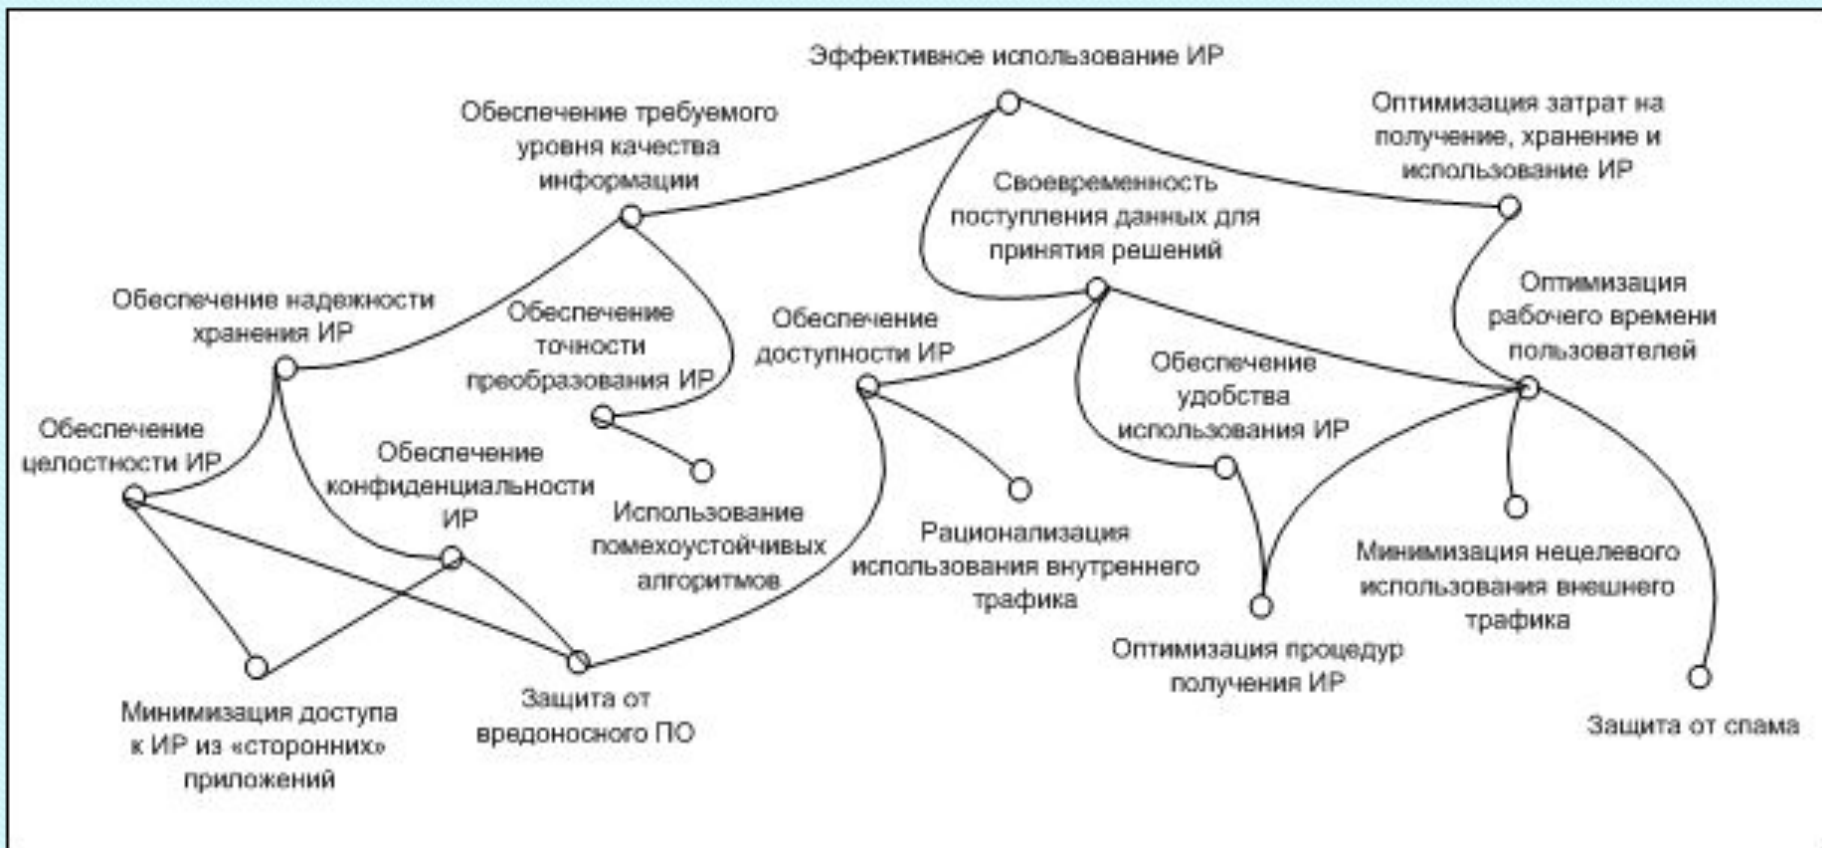 Эффективное использование ИР
Обеспечение требуемого
уровня качества
информации
Оптимизация затрат на
получение, хранение и
использование ИР
Своевременность
поступления данных для
принятия решений
Обеспечение надежности
хранения ИР
Обеспечение
точности
преобразования ИР
Обеспечение
доступности ИР
Оптимизация
рабочего времени
пользователей
Обеспечение
удобства
использования ИР
Обеспечение
целостности ИР
Обеспечение
конфиденциальности
ИР
Использование
помехоустойчивых
алгоритмов
Рационализация
использования внутреннего
трафика
Минимизация нецелевого
использования внешнего
трафика
Оптимизация процедур
получения ИР
Минимизация доступа
к ИР из «сторонних»
приложений
Защита от
вредоносного ПО
Защита от спама